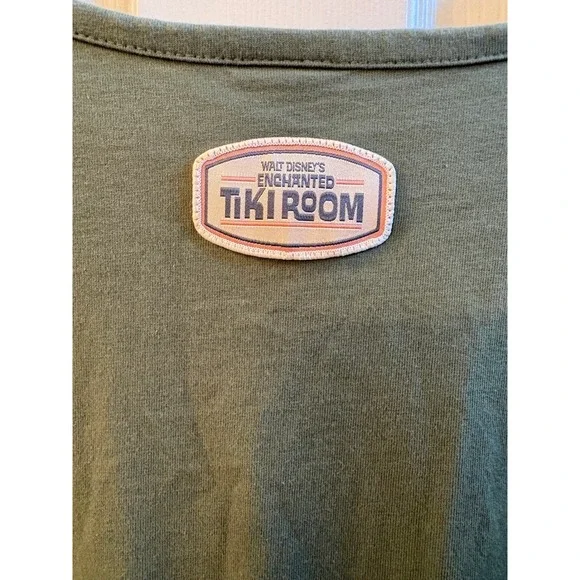 WALT DISNEY'S
ENCHANTED
TIKI ROOM